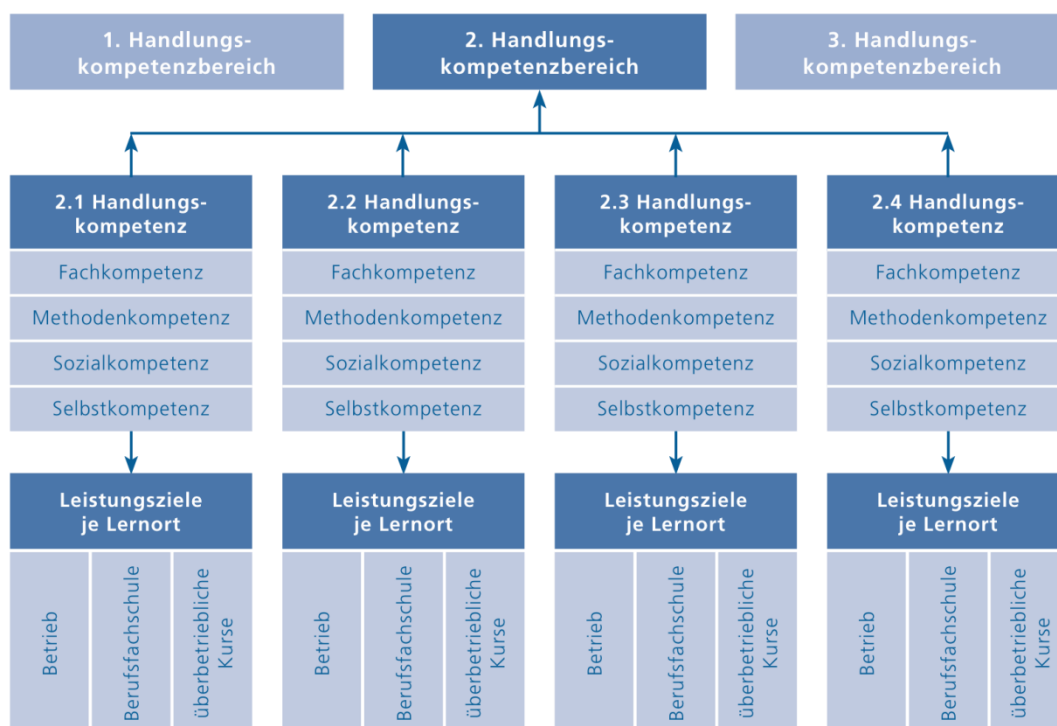 1. Handlungs-
kompetenzbereich
2. Handlungs-
kompetenzbereich
3. Handlungs-
kompetenzbereich
2.1 Handlungs-
kompetenz
Fachkompetenz
Methodenkompetenz
Sozialkompetenz
Selbstkompetenz
Leistungsziele
je Lernort
Betrieb
Berufsfachschule
überbetriebliche
Kurse
2.2 Handlungs-
kompetenz
Fachkompetenz
Methodenkompetenz
Sozialkompetenz
Selbstkompetenz
Leistungsziele
je Lernort
Betrieb
Berufsfachschule
überbetriebliche
Kurse
2.3 Handlungs-
kompetenz
Fachkompetenz
Methodenkompetenz
Sozialkompetenz
Selbstkompetenz
Leistungsziele
je Lernort
Betrieb
Berufsfachschule
überbetriebliche
Kurse
2.4 Handlungs-
kompetenz
Fachkompetenz
Methodenkompetenz
Sozialkompetenz
Selbstkompetenz
Leistungsziele
je Lernort
Betrieb
Berufsfachschule
überbetriebliche
Kurse